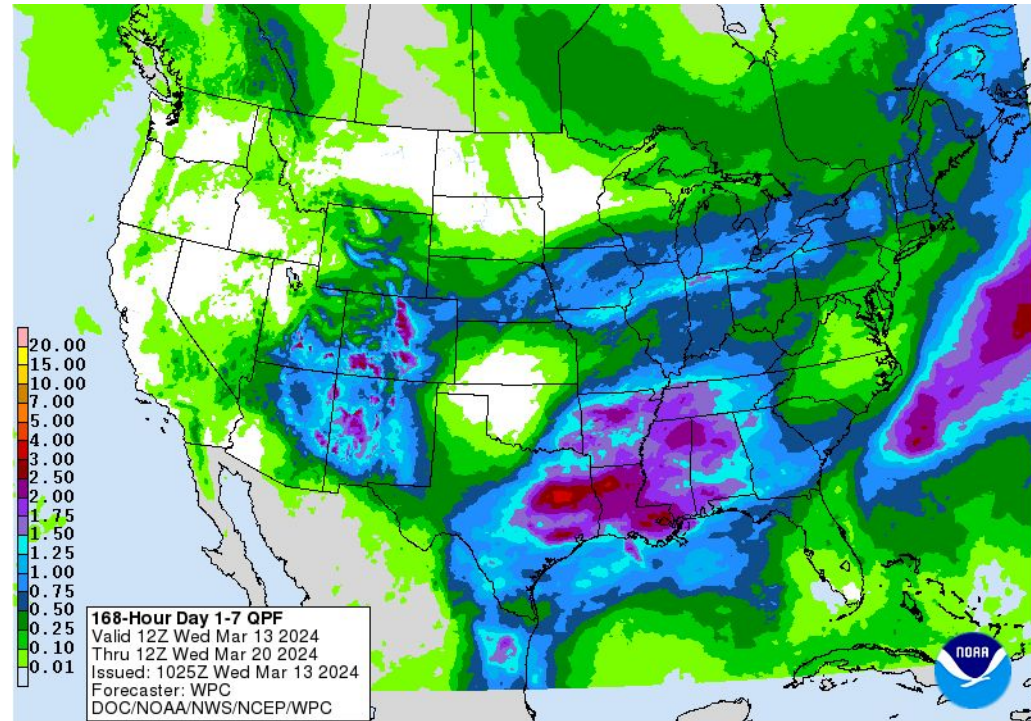 20.00
15.00
10.00
7.00
5.00
4.00
3.00
2.50
2.00
1.75
1.50
1.25
1.00
0.75
0.50
0.25
0.10
0.01
168-Hour Day 1-7 QPF
Valid 12Z Wed Mar 13 2024
Thru 12Z Wed Mar 20 2024
Issued: 1025Z Wed Mar 13 2024
Forecaster: WPC
DOC/NOAA/NWS/NCEP/WPC
NOAA